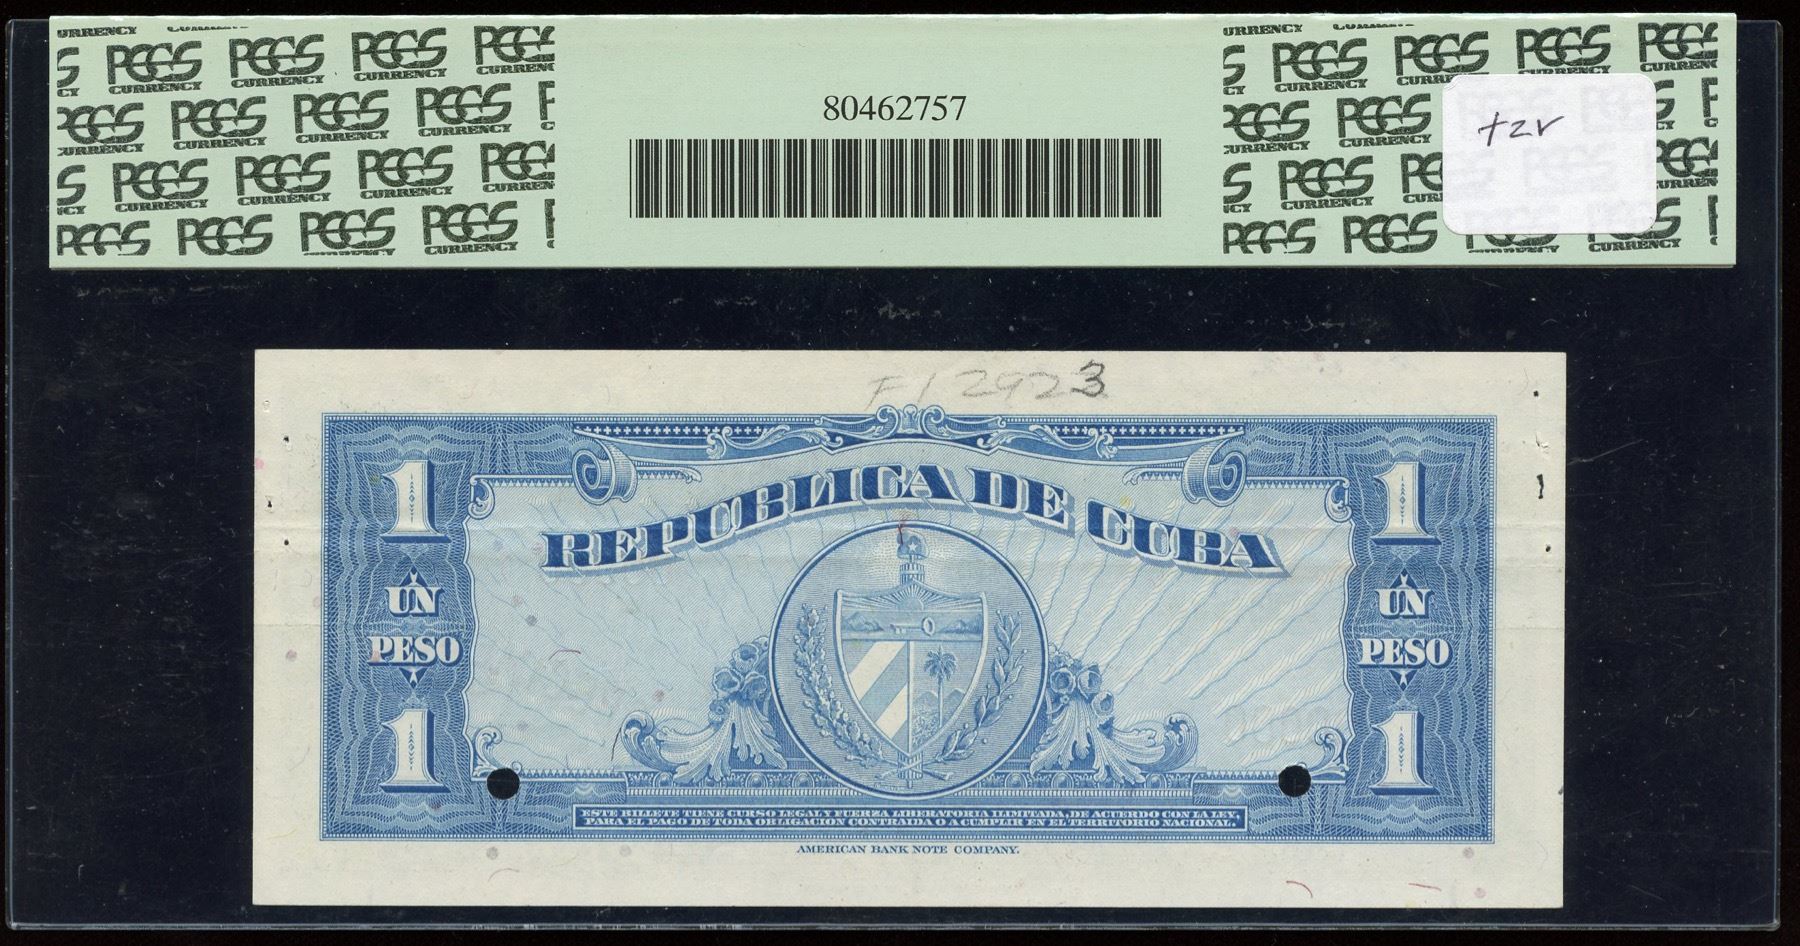 PCGS CURRENCY
80462757
F12923
REPUBLICA DE CUBA
1
UN
PESO
1
1
UN
PESO
1
ESTE BILLETE TIENE CURSO LEGAL Y FUERZA LIBERATORIA ILIMITADA, DE ACUERDO CON LA LEY,
PARA EL PAGO DE TODA OBLIGACION CONTRAIDA O A CUMPLIR EN EL TERRITORIO NACIONAL.
AMERICAN BANK NOTE COMPANY.